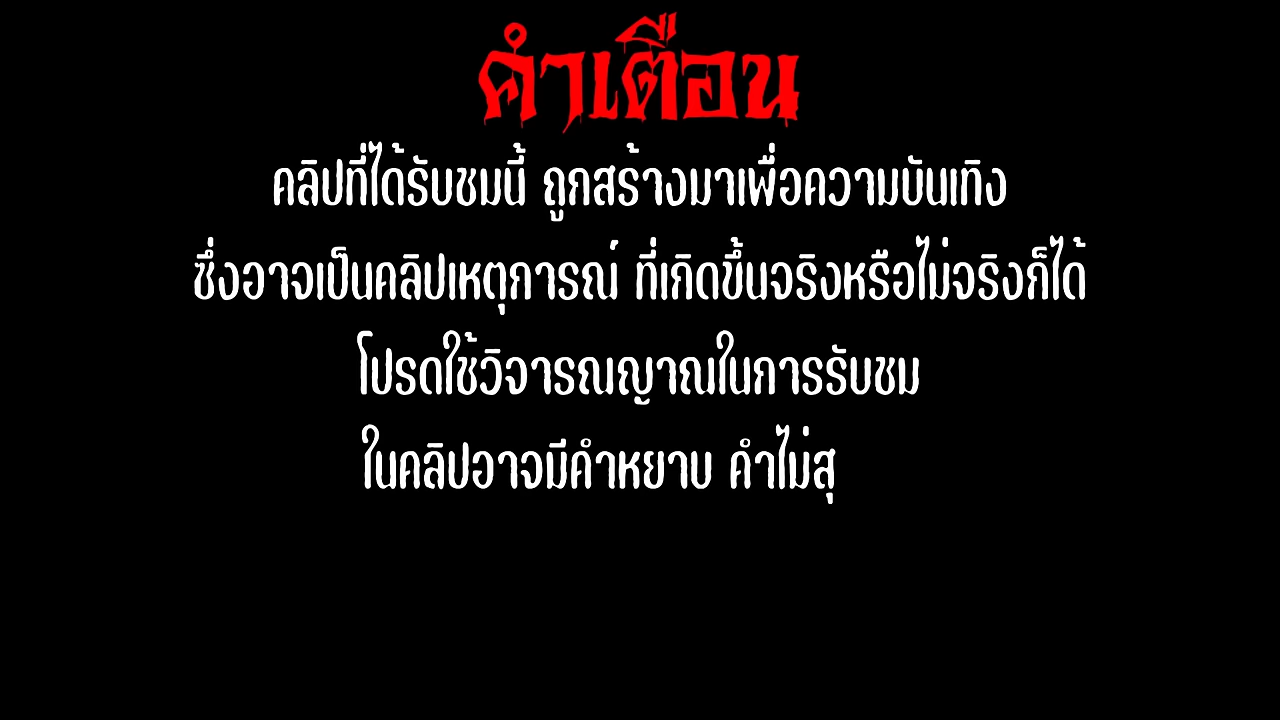 คำเตือน
คลิปที่ได้รับชมนี้ ถูกสร้างมาเพื่อความบันเทิง
ซึ่งอาจเป็นคลิปเหตุการณ์ ที่เกิดขึ้นจริงหรือไม่จริงก็ได้
โปรดใช้วิจารณญาณในการรับชม
ในคลิปอาจมีคำหยาบ คำไม่สุ